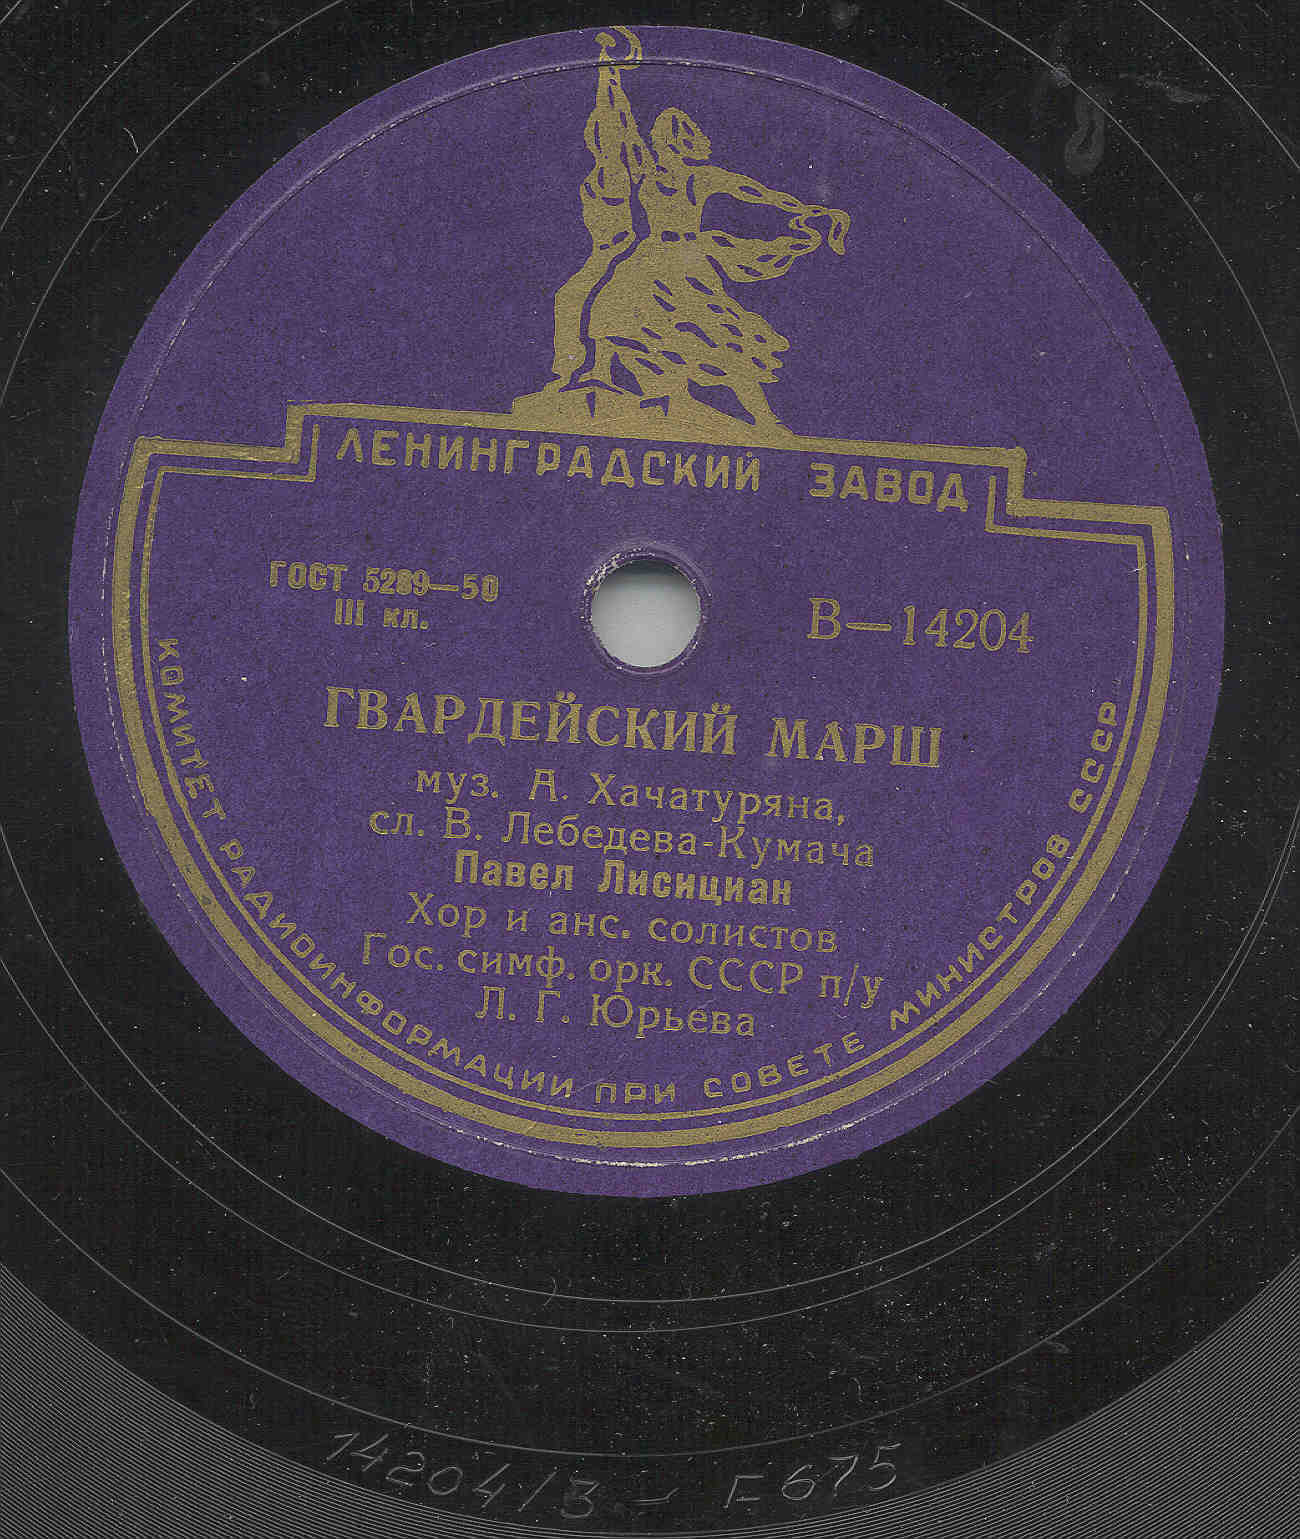 ЛЕНИНГРАДСКИЙ ЗАВОД
ГОСТ 5289—50
III кл.
В—14204
ГВАРДЕЙСКИЙ МАРШ
муз. А. Хачатуряна,
сл. В. Лебедева-Кумача
Павел Лисициан
Хор и анс. солистов
Гос. симф. орк. СССР п/у
Л. Г. Юрьева
КОМИТЕТ РАДИОИНФОРМАЦИИ ПРИ СОВЕТЕ МИНИСТРОВ СССР
14204/3 - F675